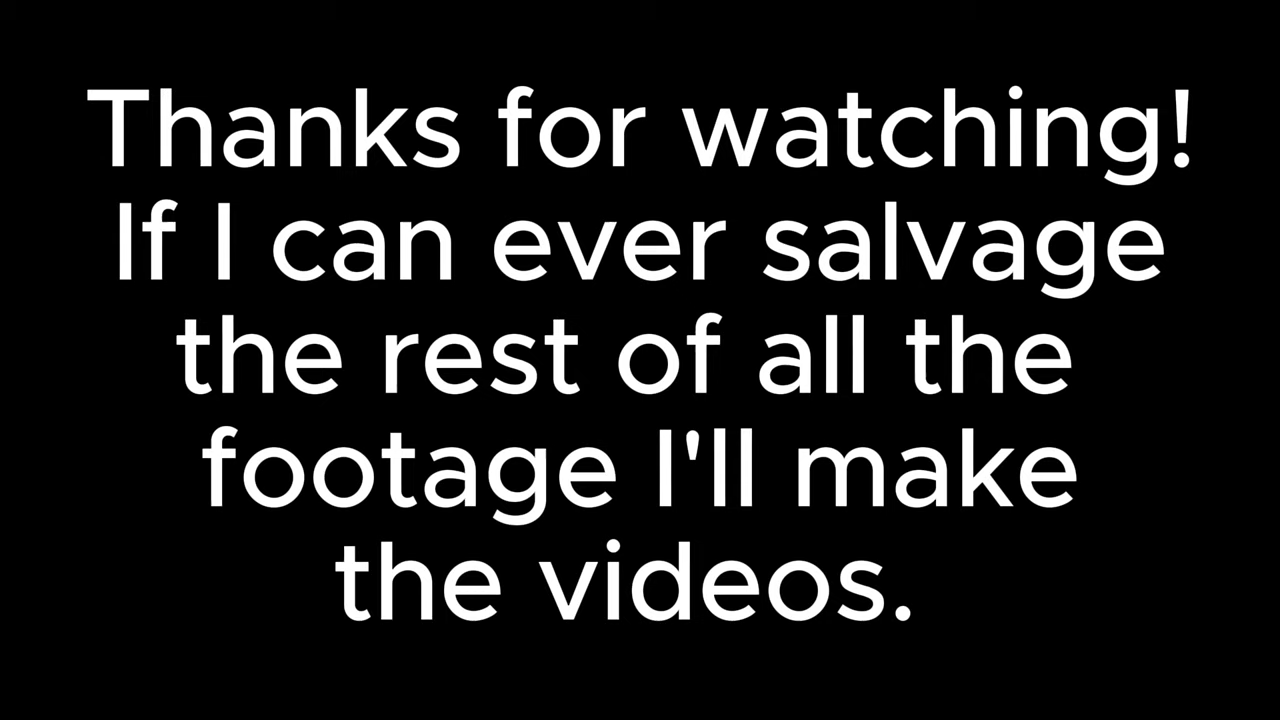 Thanks for watching!
If I can ever salvage
the rest of all the
footage I'll make
the videos.